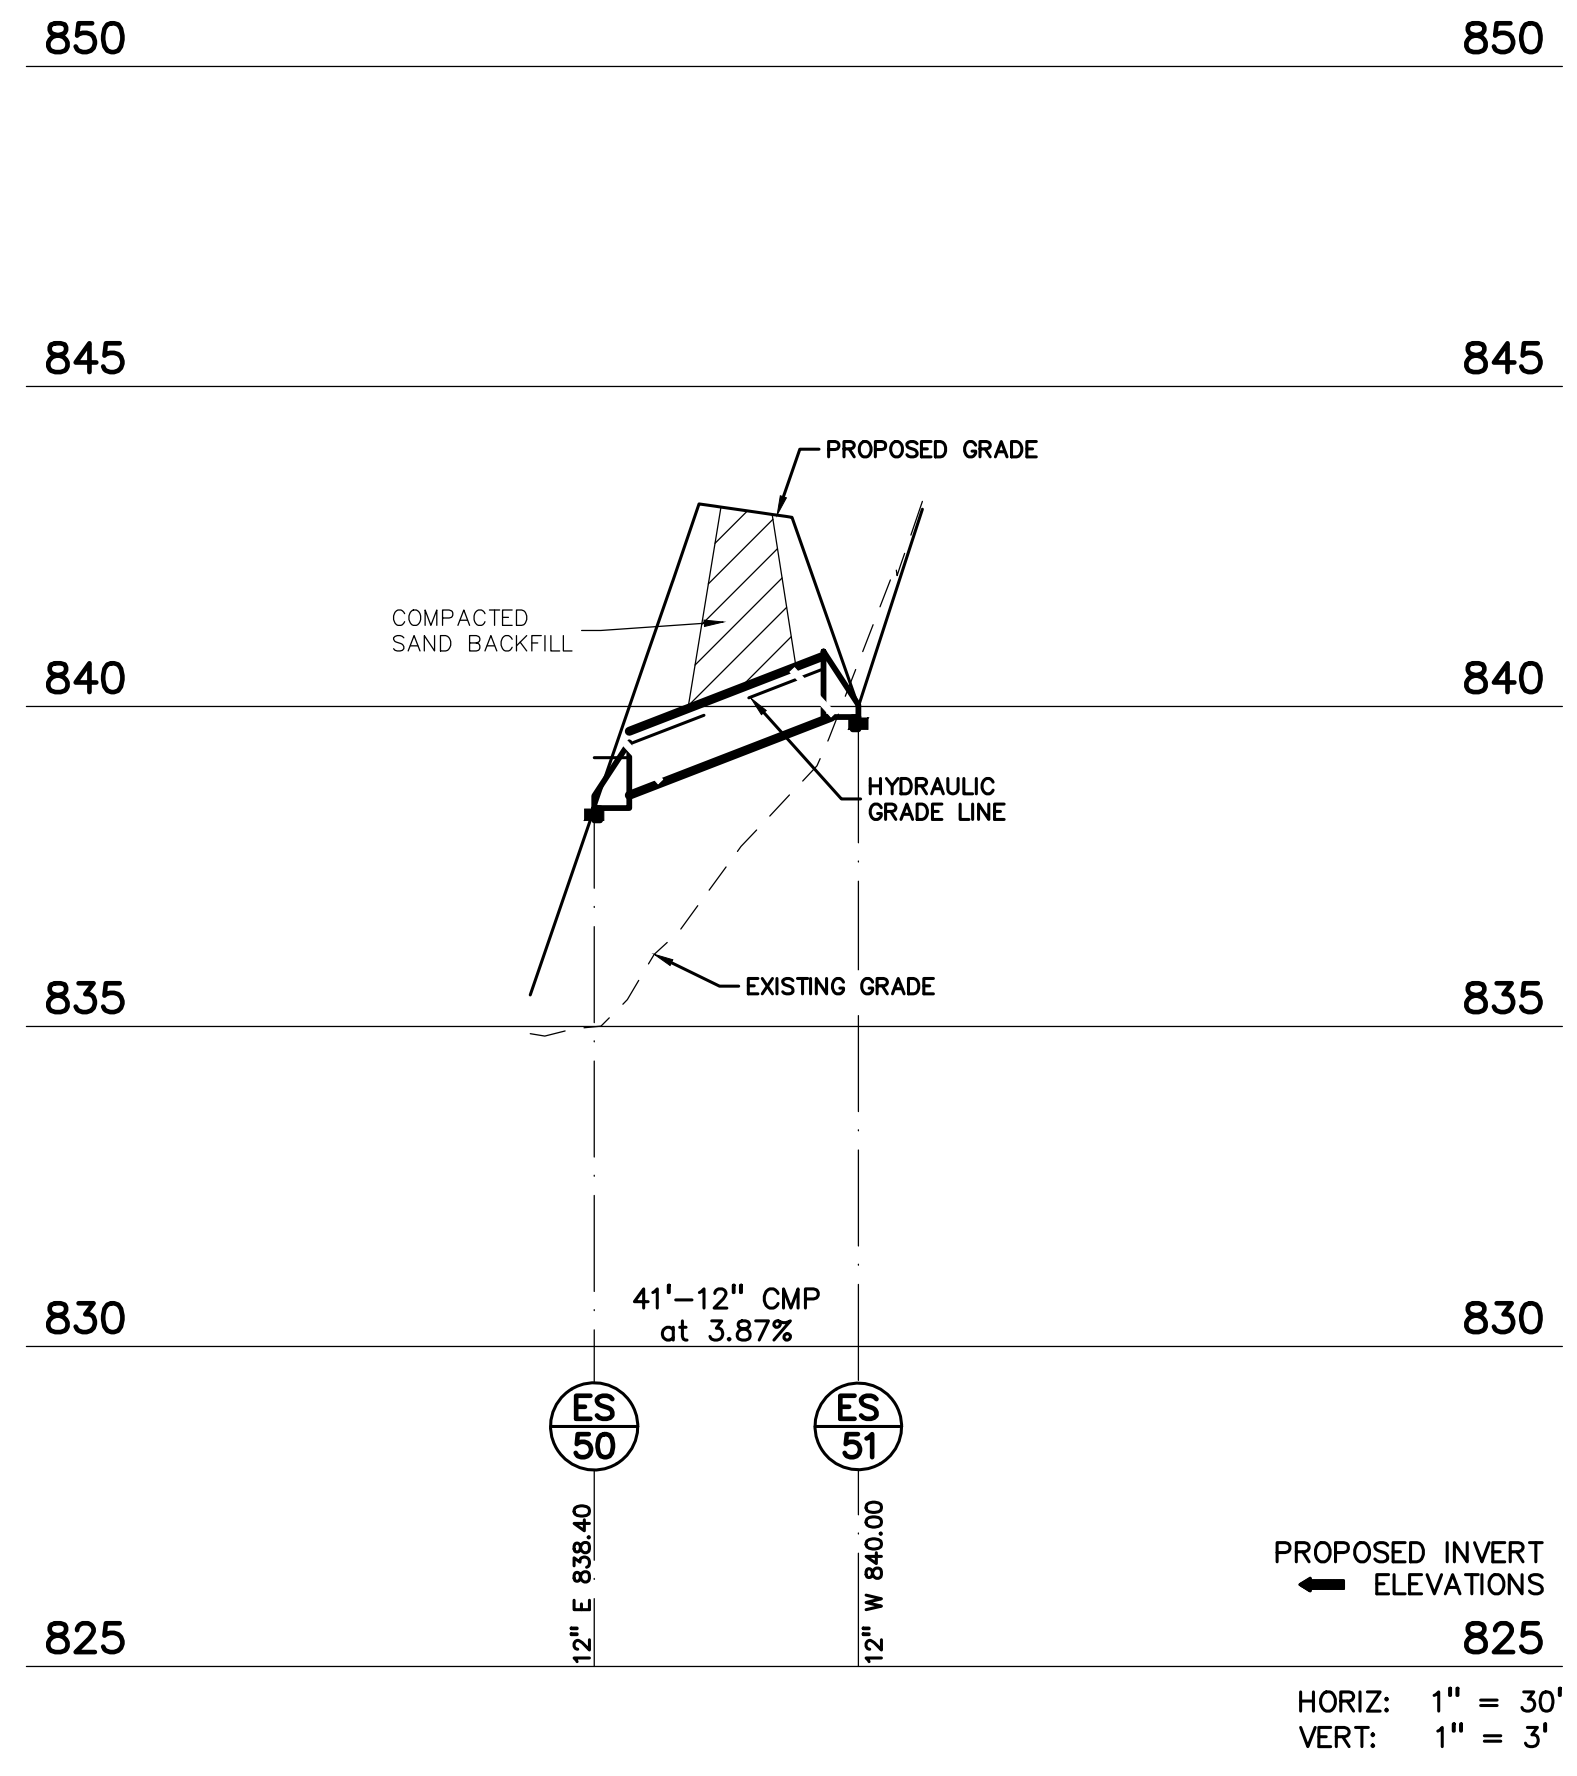 850 850
845 845
PROPOSED GRADE
COMPACTED
SAND BACKFILL
840 840
HYDRAULIC
GRADE LINE
EXISTING GRADE
835 835
41'-12" CMP
at 3.87%
830 830
ES
50
ES
51
12" E 838.40
12" W 840.00
PROPOSED INVERT
ELEVATIONS
825 825
HORIZ: 1" = 30'
VERT: 1" = 3'